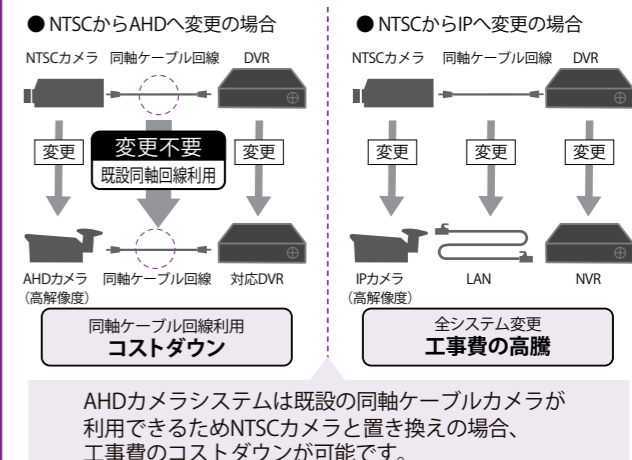 ● NTSCからAHDへ変更の場合
NTSCカメラ 同軸ケーブル回線 DVR
変更
変更不要
既設同軸回線利用
変更
AHDカメラ
（高解像度）
同軸ケーブル回線
対応DVR
同軸ケーブル回線利用
コストダウン
● NTSCからIPへ変更の場合
NTSCカメラ 同軸ケーブル回線 DVR
変更 変更 変更
IPカメラ
（高解像度）
LAN
NVR
全システム変更
工事費の高騰
AHDカメラシステムは既設の同軸ケーブルカメラが
利用できるためNTSCカメラと置き換えの場合、
工事費のコストダウンが可能です。